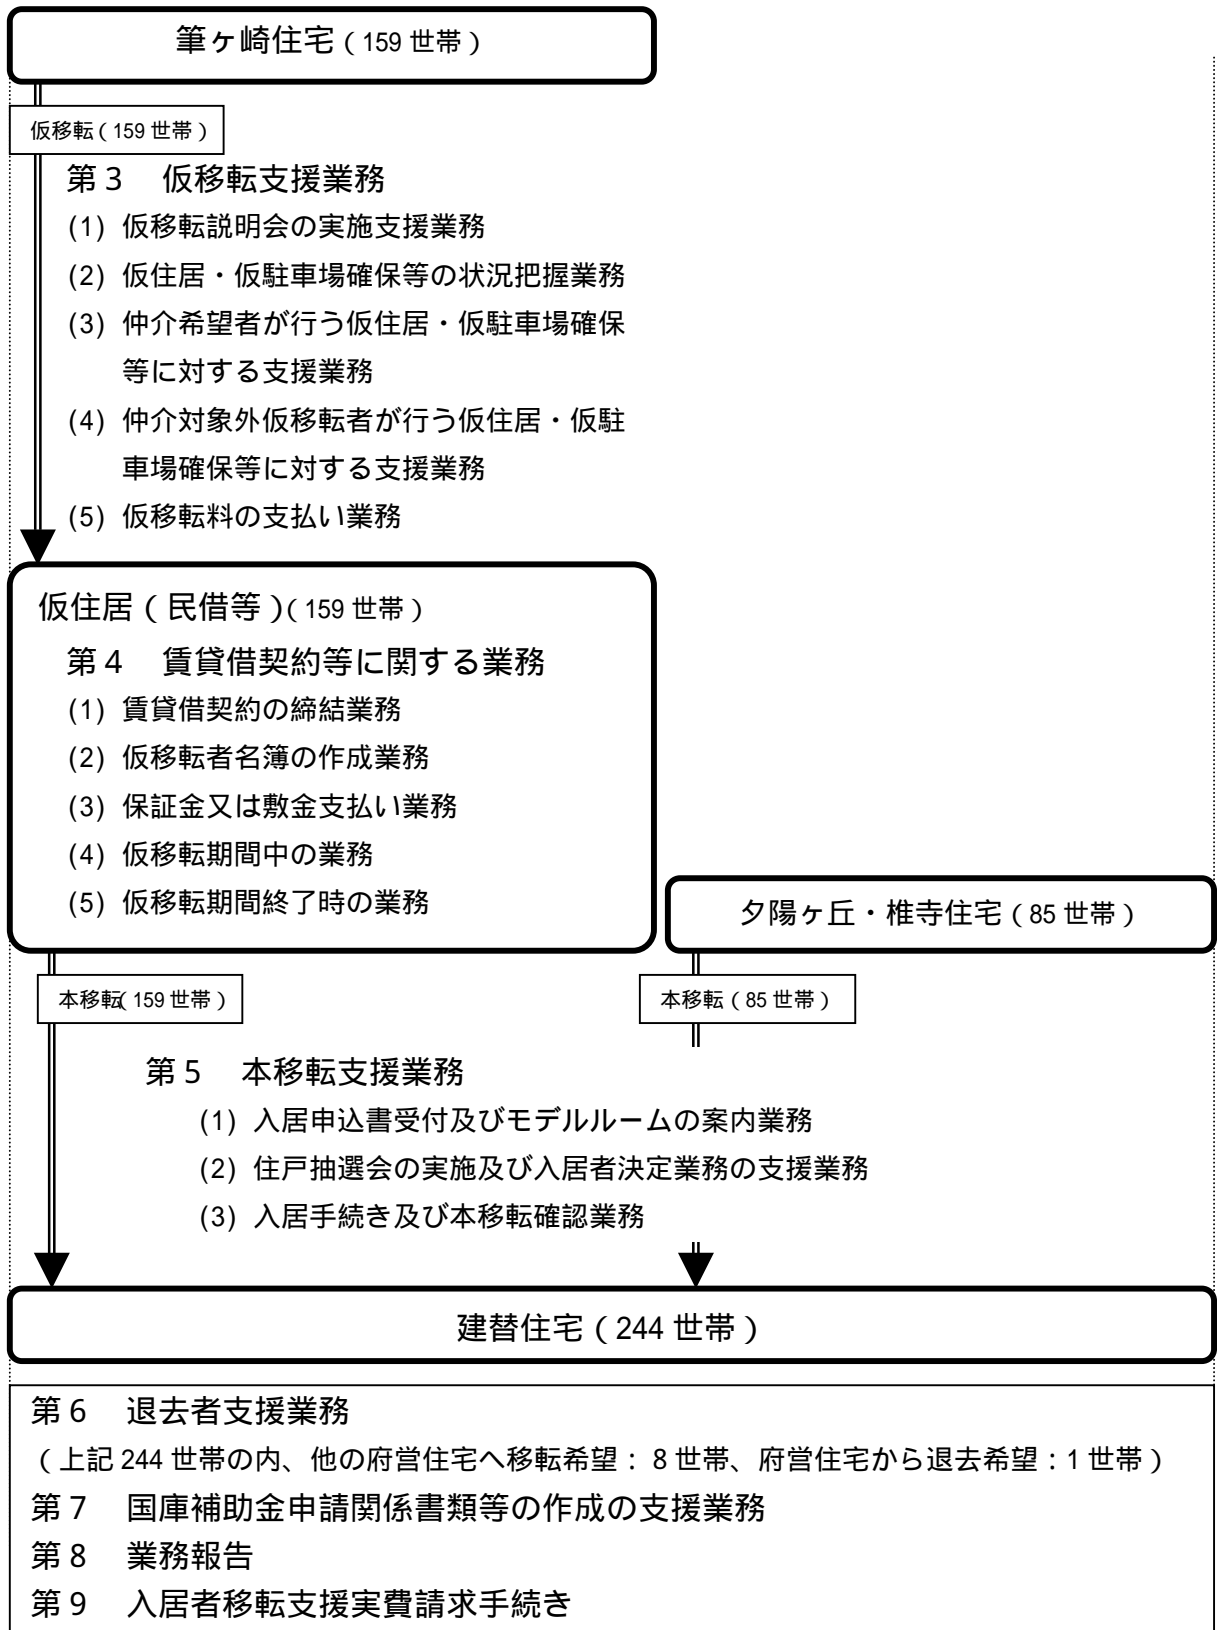 筆ヶ崎住宅（159 世帯）
仮移転（159 世帯）
第３　仮移転支援業務
(1) 仮移転説明会の実施支援業務
(2) 仮住居・仮駐車場確保等の状況把握業務
(3) 仲介希望者が行う仮住居・仮駐車場確保
等に対する支援業務
(4) 仲介対象外仮移転者が行う仮住居・仮駐
車場確保等に対する支援業務
(5) 仮移転料の支払い業務
仮住居（民借等）（159 世帯）
第４　賃貸借契約等に関する業務
(1) 賃貸借契約の締結業務
(2) 仮移転者名簿の作成業務
(3) 保証金又は敷金支払い業務
(4) 仮移転期間中の業務
(5) 仮移転期間終了時の業務
夕陽ヶ丘・椎寺住宅（85 世帯）
本移転（159 世帯）
本移転（85 世帯）
第５　本移転支援業務
(1) 入居申込書受付及びモデルルームの案内業務
(2) 住戸抽選会の実施及び入居者決定業務の支援業務
(3) 入居手続き及び本移転確認業務
建替住宅（244 世帯）
第６　退去者支援業務
（上記 244 世帯の内、他の府営住宅へ移転希望：８世帯、府営住宅から退去希望：1 世帯）
第７　国庫補助金申請関係書類等の作成の支援業務
第８　業務報告
第９　入居者移転支援実費請求手続き